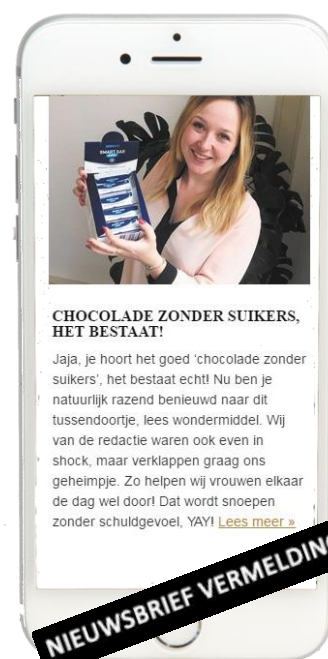 SMART BAR
CHOCOLADE ZONDER SUIKERS,
HET BESTAAT!
Jaja, je hoort het goed ‘chocolade zonder
suikers’, het bestaat echt! Nu ben je
natuurlijk razend benieuwd naar dit
tussendoortje, lees wondermiddel. Wij
van de redactie waren ook even in
shock, maar verklappen graag ons
geheimpje. Zo helpen wij vrouwen elkaar
de dag wel door! Dat wordt snoepen
zonder schuldgevoel, YAY! Lees meer »
NIEUWSBRIEF VERMELDING